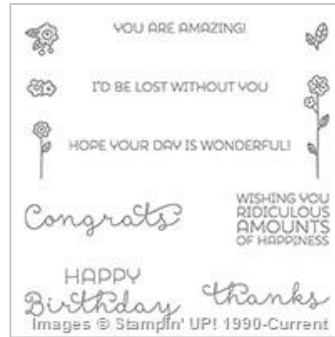 YOU ARE AMAZING!
I'D BE LOST WITHOUT YOU
HOPE YOUR DAY IS WONDERFUL!
Congrats
WISHING YOU
RIDICULOUS
AMOUNTS
OF HAPPINESS
HAPPY
Birthday
thanks
Images © Stampin' UP! 1990-Current